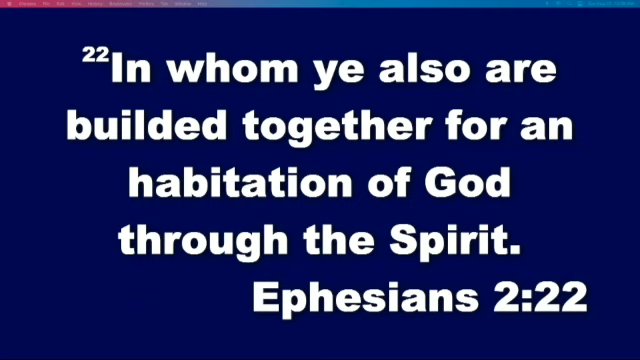 ²²In whom ye also are
builded together for an
habitation of God
through the Spirit.
Ephesians 2:22